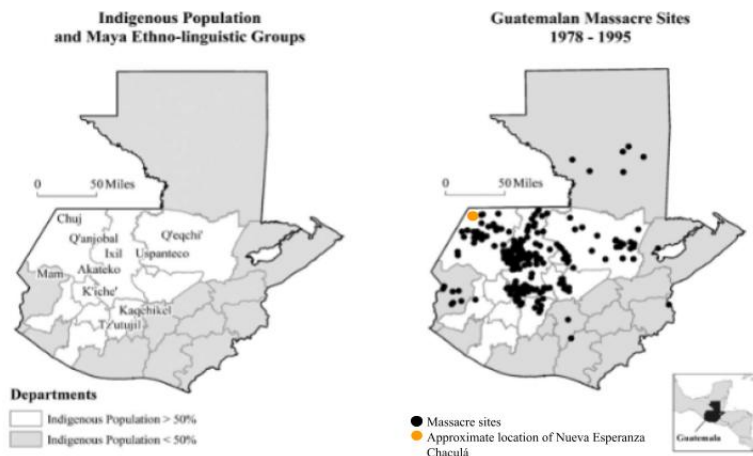 Indigenous Population
and Maya Ethno-linguistic Groups
0 50 Miles
Chuj
Q'anjobal
Q'eqchi'
Ixil
Uspanteco
Mam
Akateko
K'iche'
Kaqchikel
Tz'utujil
Departments
Indigenous Population > 50%
Indigenous Population < 50%
Guatemalan Massacre Sites
1978 - 1995
0 50 Miles
Massacre sites
Approximate location of Nueva Esperanza
Chaculá
Guatemala